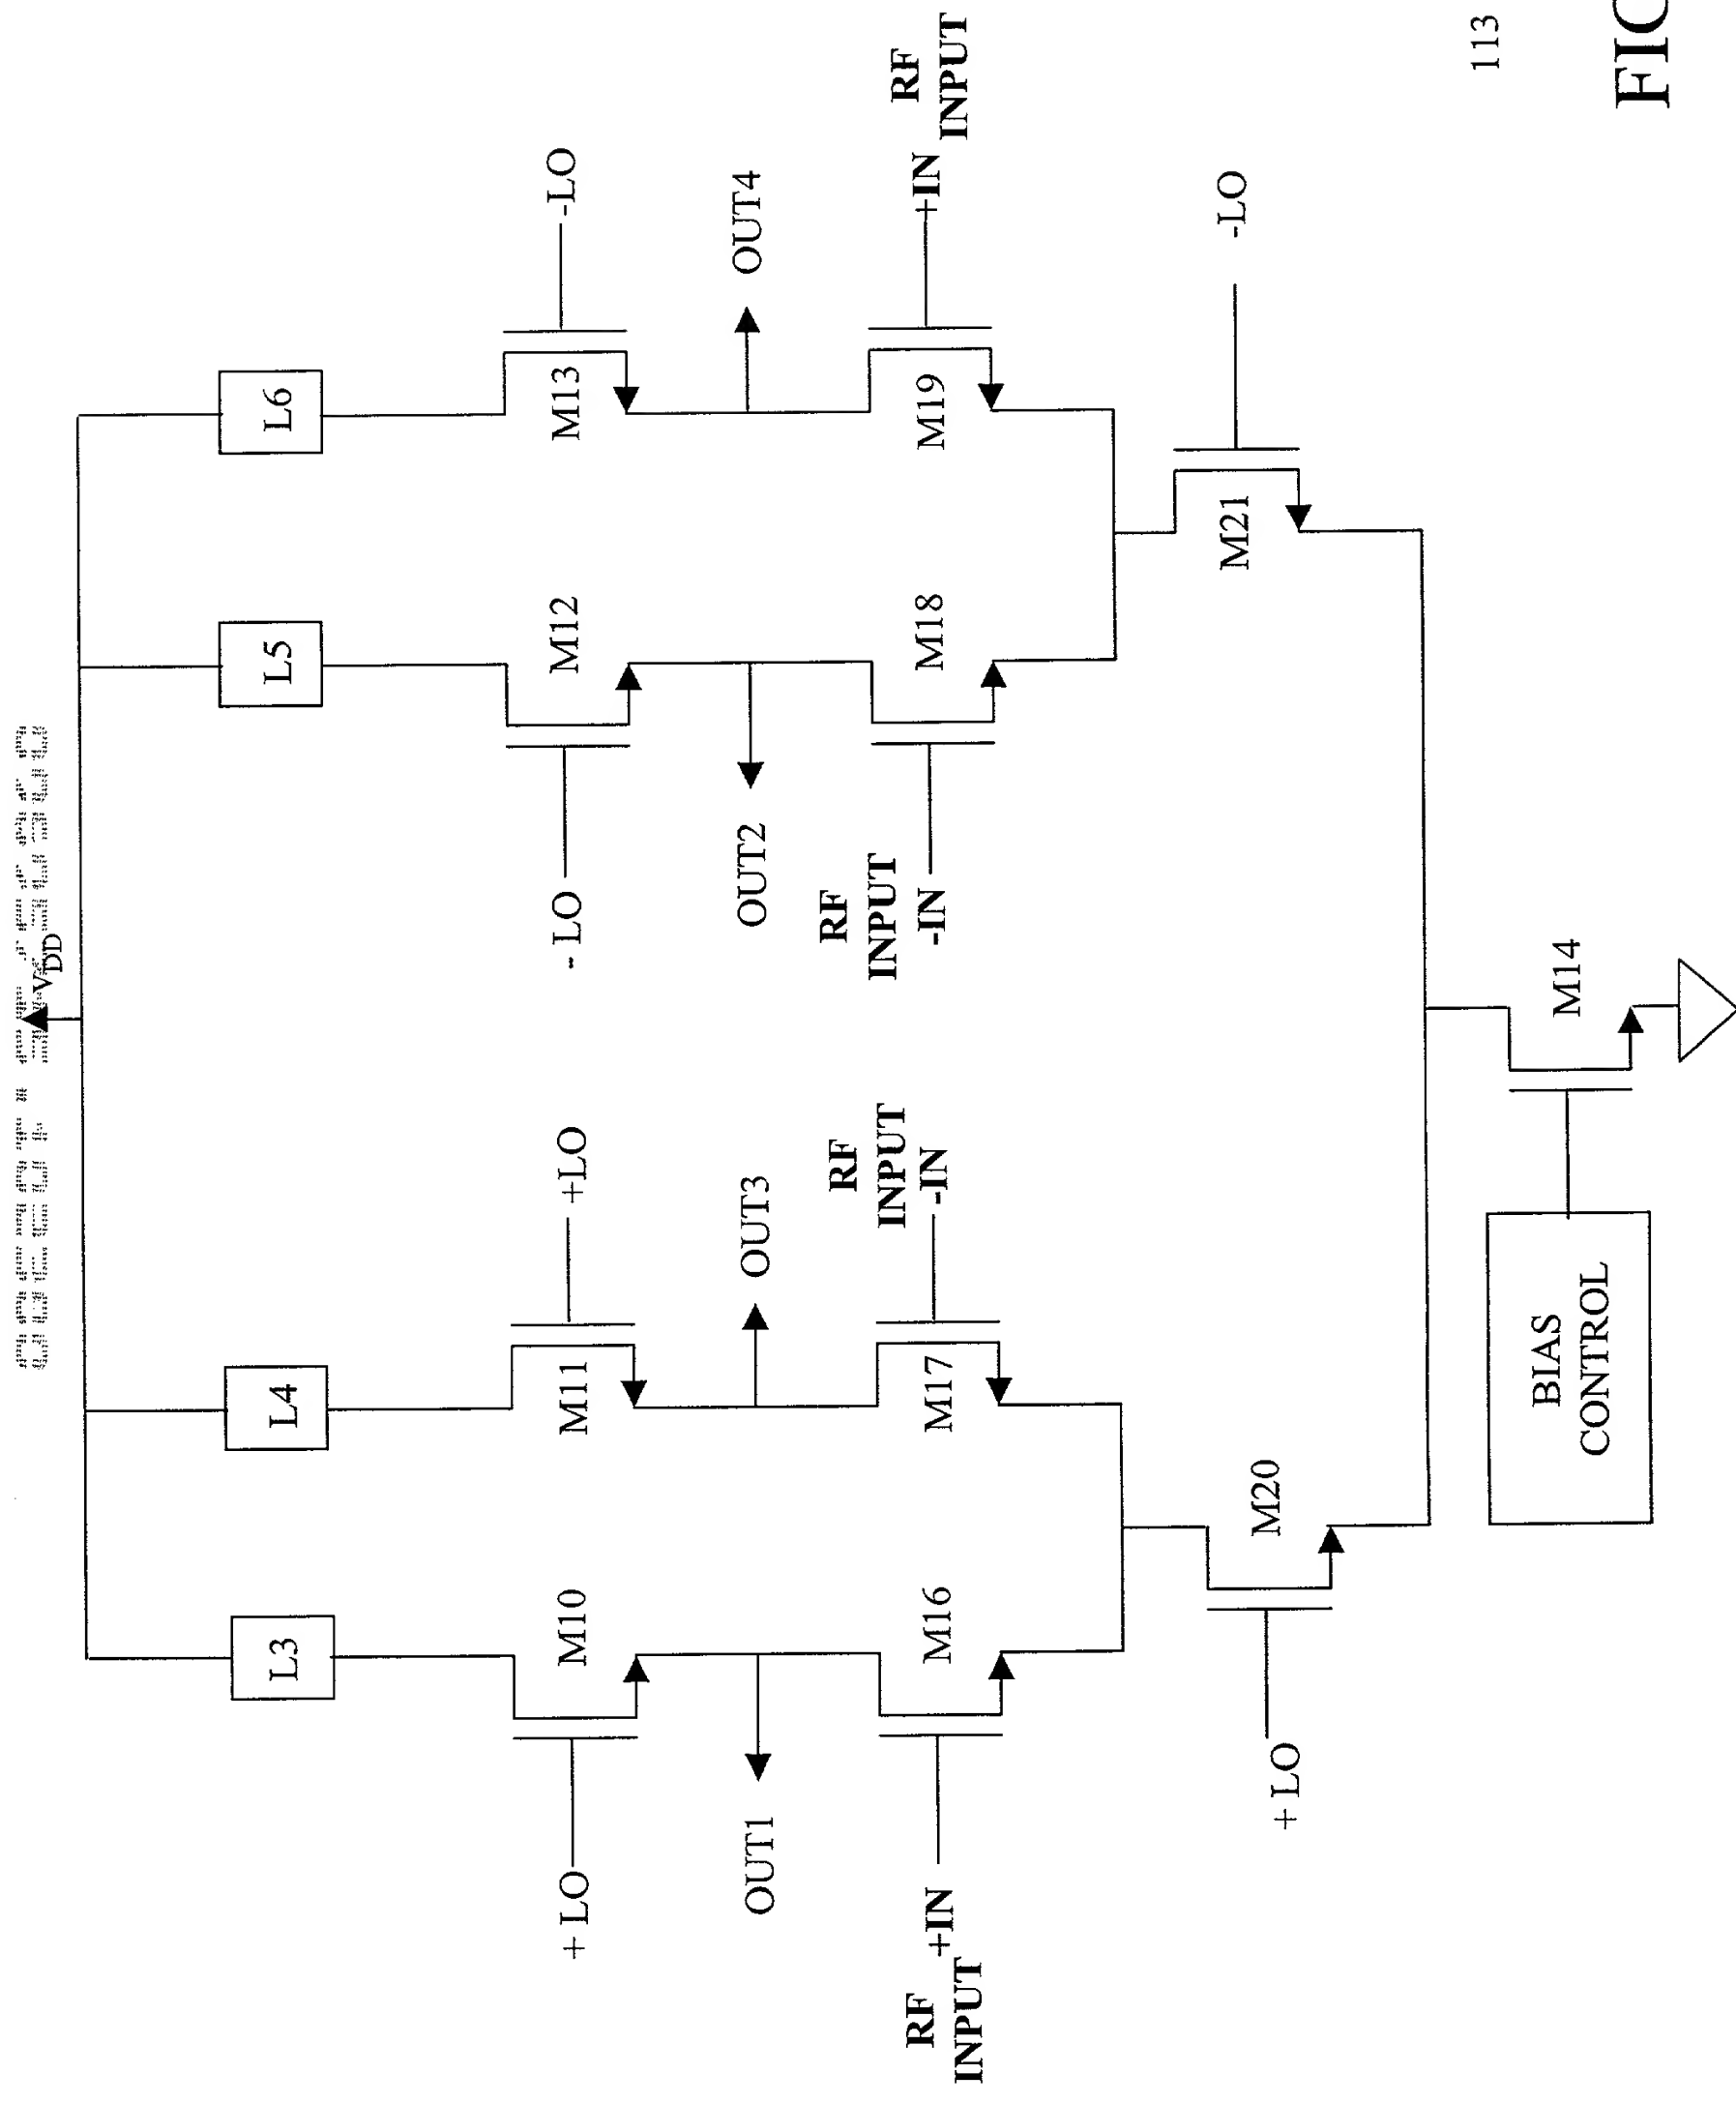 VDD
L3
L4
L5
L6
+ LO
M10
M11
+LO
- LO
M12
M13
-LO
OUT1
OUT3
OUT2
OUT4
RF
INPUT
+IN
M16
M17
RF
INPUT
-IN
RF
INPUT
-IN
M18
M19
RF
INPUT
+IN
+ LO
M20
M21
-LO
BIAS
CONTROL
M14
113